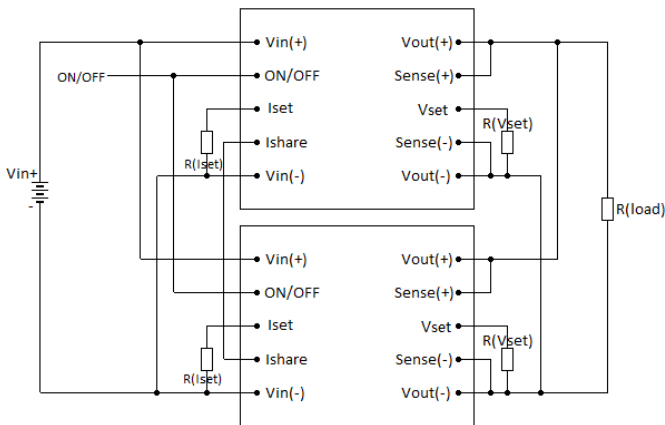 Vin(+) Vout(+)
ON/OFF ON/OFF Sense(+)
Iset Vset
R(Vset)
Ishare Sense(-)
R(Iset)
Vin+ Vin(-) Vout(-)
-
R(load)
Vin(+) Vout(+)
ON/OFF Sense(+)
Iset Vset
R(Vset)
Ishare Sense(-)
R(Iset)
Vin(-) Vout(-)